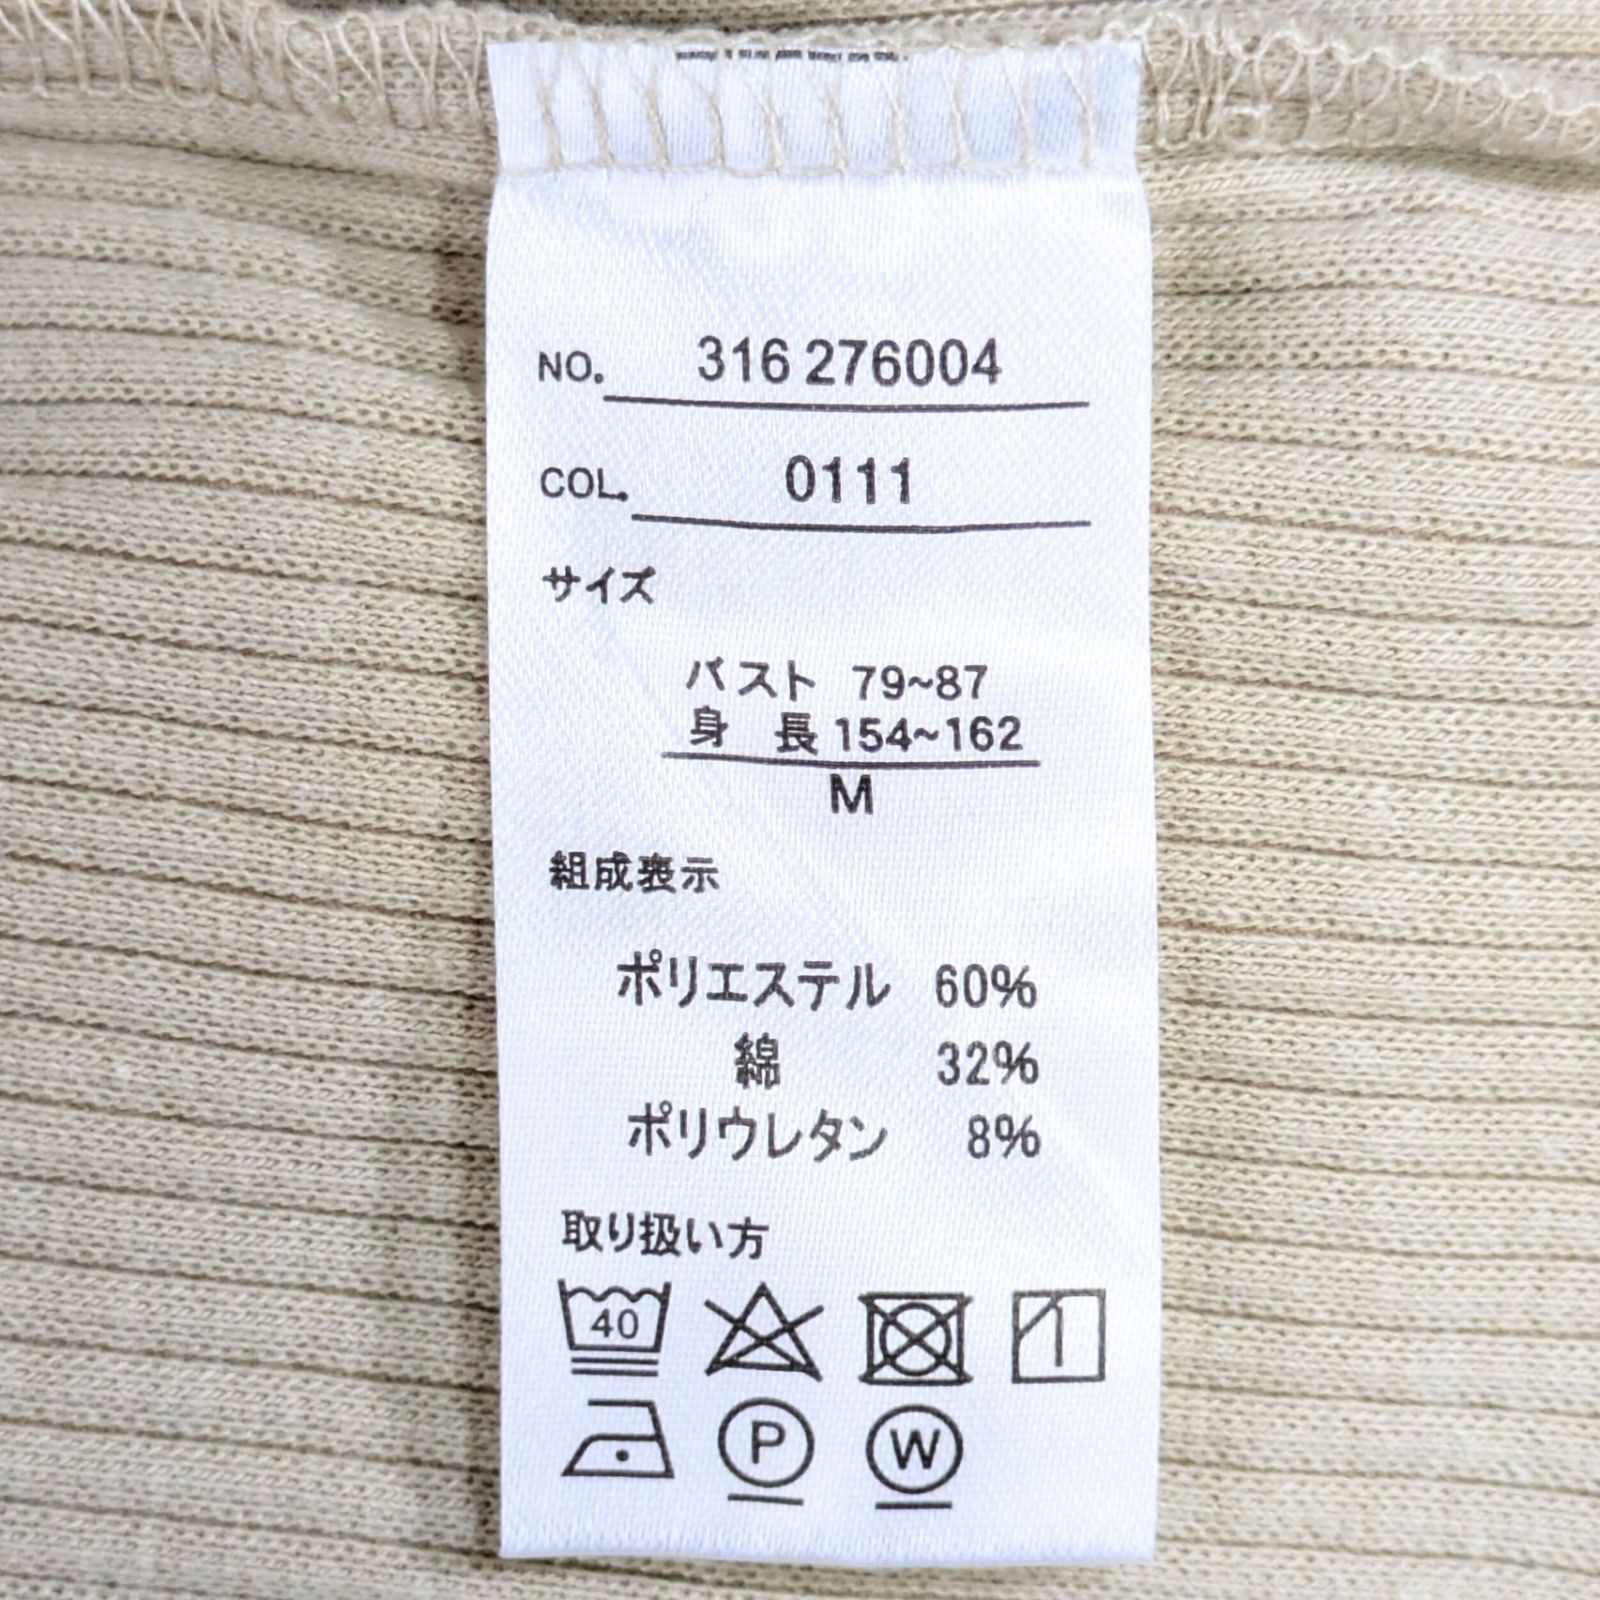 NO. 316 276004
COL. 0111
サイズ
バスト 79~87
身 長 154~162
M
組成表示
ポリエステル 60%
綿 32%
ポリウレタン 8%
取り扱い方
40
P W